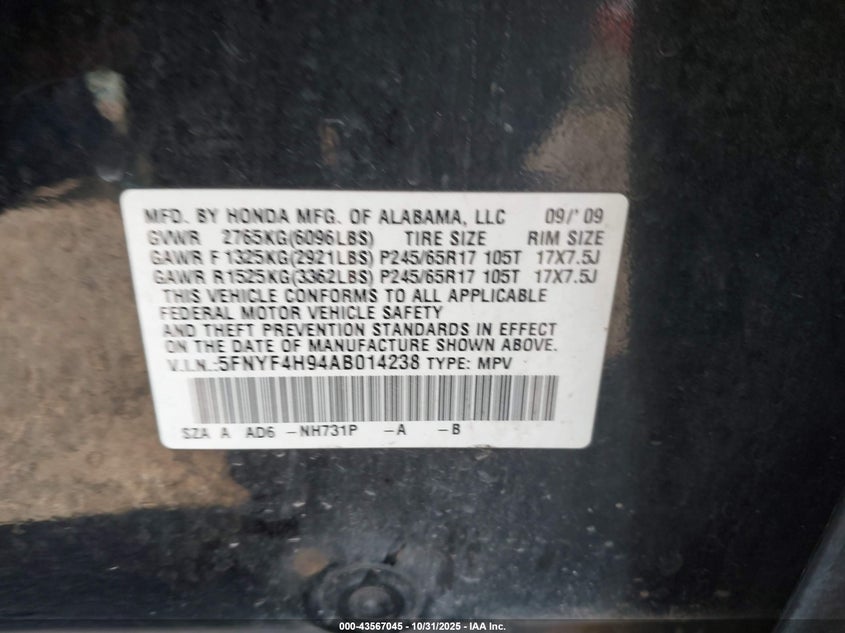 MFD. BY HONDA MFG. OF ALABAMA, LLC 09/'09
GVWR 2765KG(6096LBS) TIRE SIZE RIM SIZE
GAWR F 1325KG(2921LBS) P245/65R17 105T 17X7.5J
GAWR R1525KG(3362LBS) P245/65R17 105T 17X7.5J
THIS VEHICLE CONFORMS TO ALL APPLICABLE
FEDERAL MOTOR VEHICLE SAFETY
AND THEFT PREVENTION STANDARDS IN EFFECT
ON THE DATE OF MANUFACTURE SHOWN ABOVE.
V.I.N.:5FNYF4H94AB014238 TYPE: MPV
SZA A AD6 -NH731P -A -B
000-43567045 - 10/31/2025 - IAA Inc.